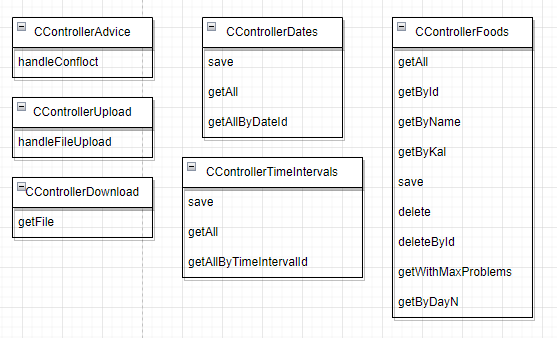 CControllerAdvice
handleConfloct
CControllerUpload
handleFileUpload
CControllerDownload
getFile
CControllerDates
save
getAll
getAllByDateId
CControllerTimeIntervals
save
getAll
getAllByTimeIntervalId
CControllerFoods
getAll
getById
getByName
getByKal
save
delete
deleteById
getWithMaxProblems
getByDayN